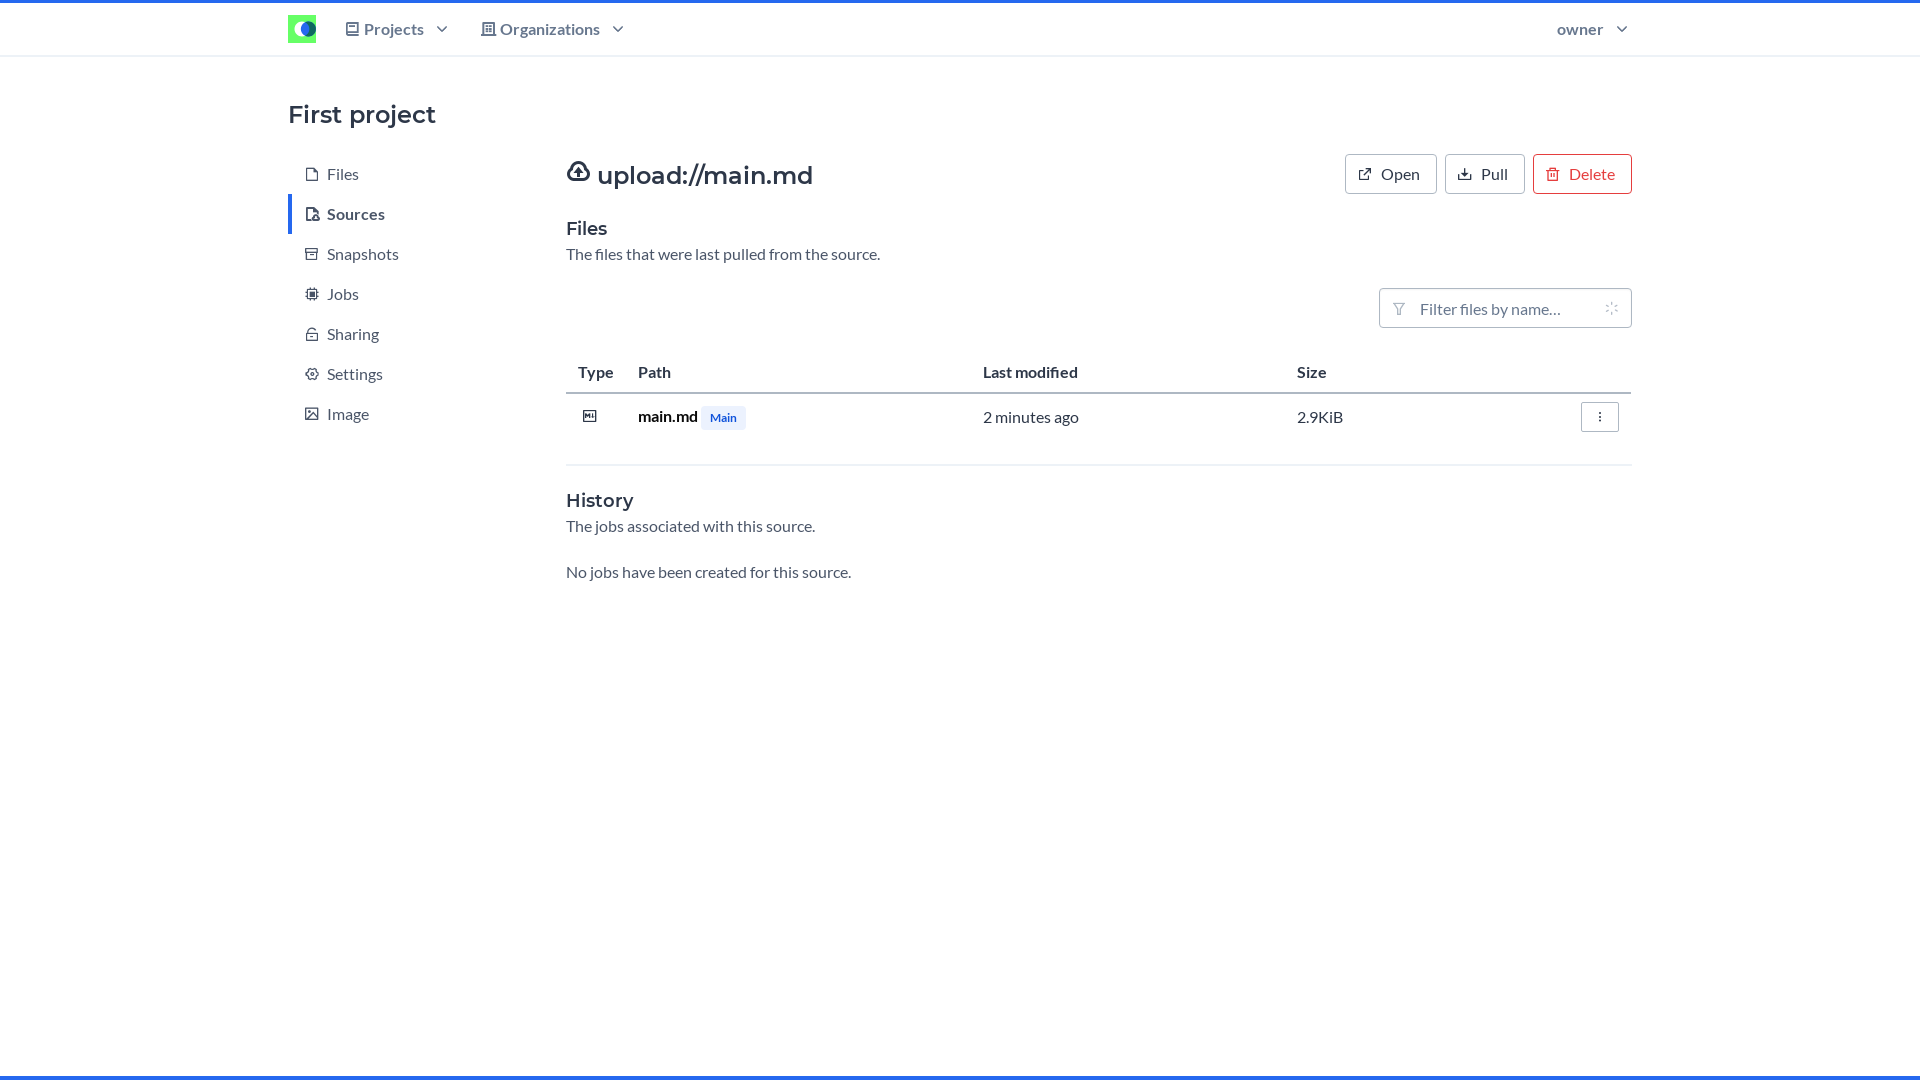 Projects
Organizations
owner
First project
Files
Sources
Snapshots
Jobs
Sharing
Settings
Image
upload://main.md
Open
Pull
Delete
Files
The files that were last pulled from the source.
Filter files by name...
Type Path Last modified Size
main.md Main 2 minutes ago 2.9KiB
History
The jobs associated with this source.
No jobs have been created for this source.